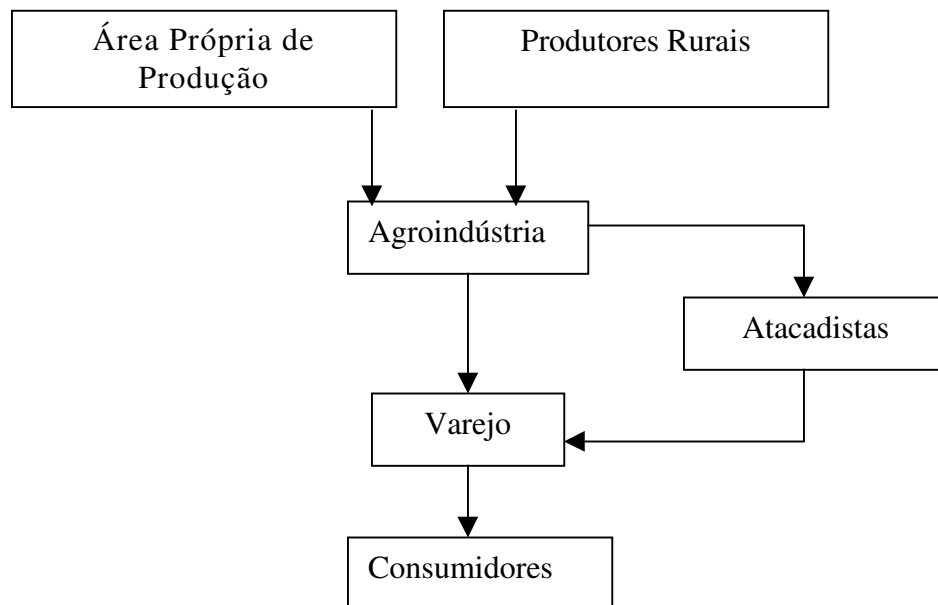 Área Própria de
Produção
Produtores Rurais
Agroindústria
Atacadistas
Varejo
Consumidores